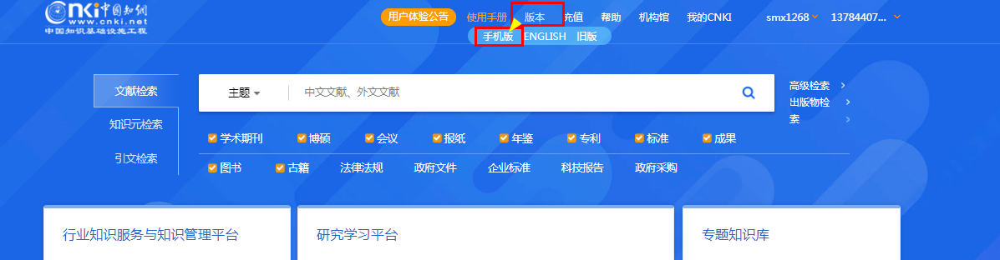 Cnki 中国知网
www.cnki.net
中国知识基础设施工程
用户体验公告 使用手册 版本 充值 帮助 机构馆 我的CNKI smx1268 13784407...
手机版 ENGLISH 旧版
文献检索 主题 中文文献、外文文献 高级检索
出版物检
索
知识元检索
学术期刊 博硕 会议 报纸 年鉴 专利 标准 成果
引文检索
图书 古籍 法律法规 政府文件 企业标准 科技报告 政府采购
行业知识服务与知识管理平台 研究学习平台 专题知识库